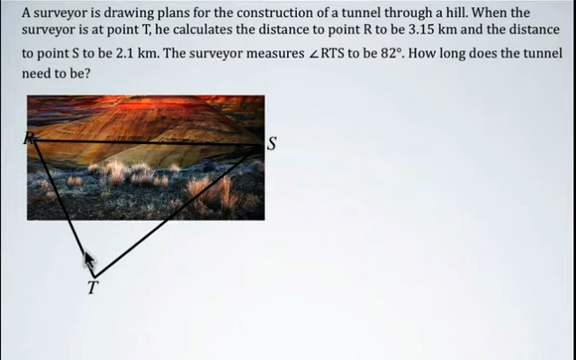 A surveyor is drawing plans for the construction of a tunnel through a hill. When the
surveyor is at point T, he calculates the distance to point R to be 3.15 km and the distance
to point S to be 2.1 km. The surveyor measures ∠RTS to be 82°. How long does the tunnel
need to be?
R
S
T